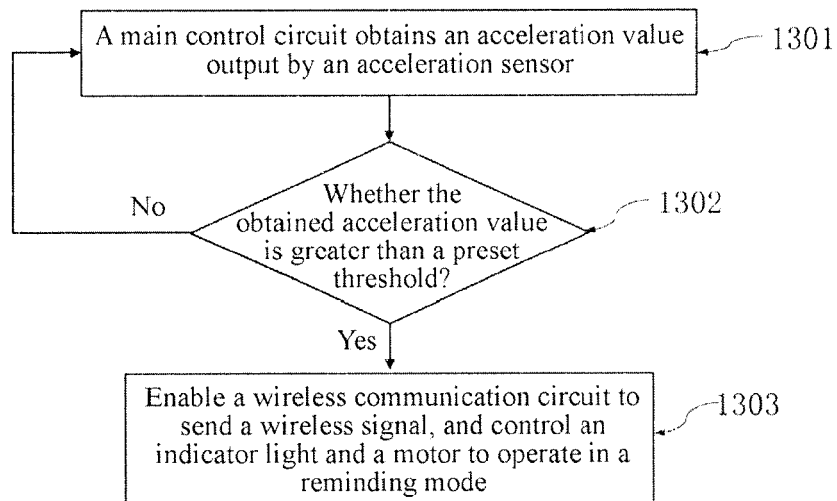 A main control circuit obtains an acceleration value
output by an acceleration sensor
1301
No
Whether the
obtained acceleration value
is greater than a preset
threshold?
1302
Yes
Enable a wireless communication circuit to
send a wireless signal, and control an
indicator light and a motor to operate in a
reminding mode
1303